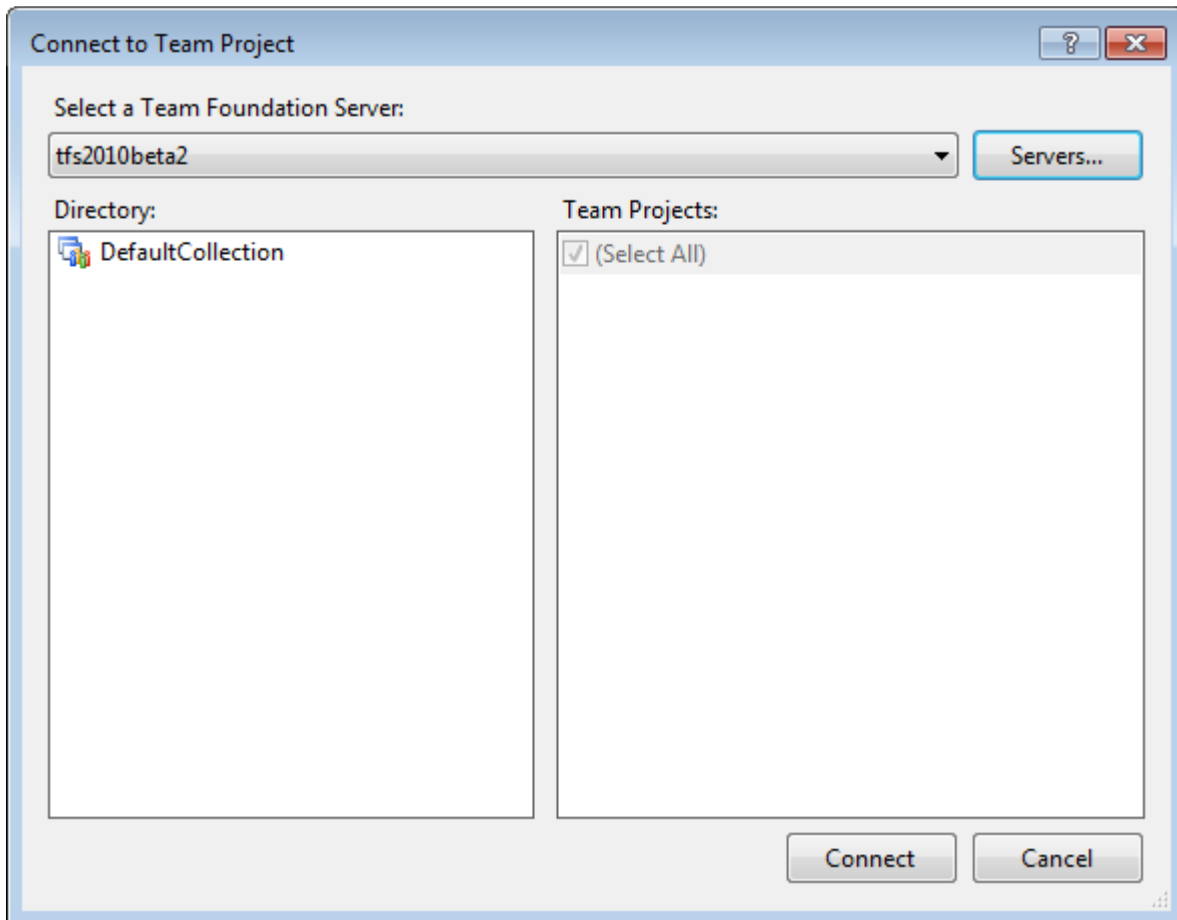 Connect to Team Project
Select a Team Foundation Server:
tfs2010beta2
Servers...
Directory:
Team Projects:
DefaultCollection
(Select All)
Connect
Cancel